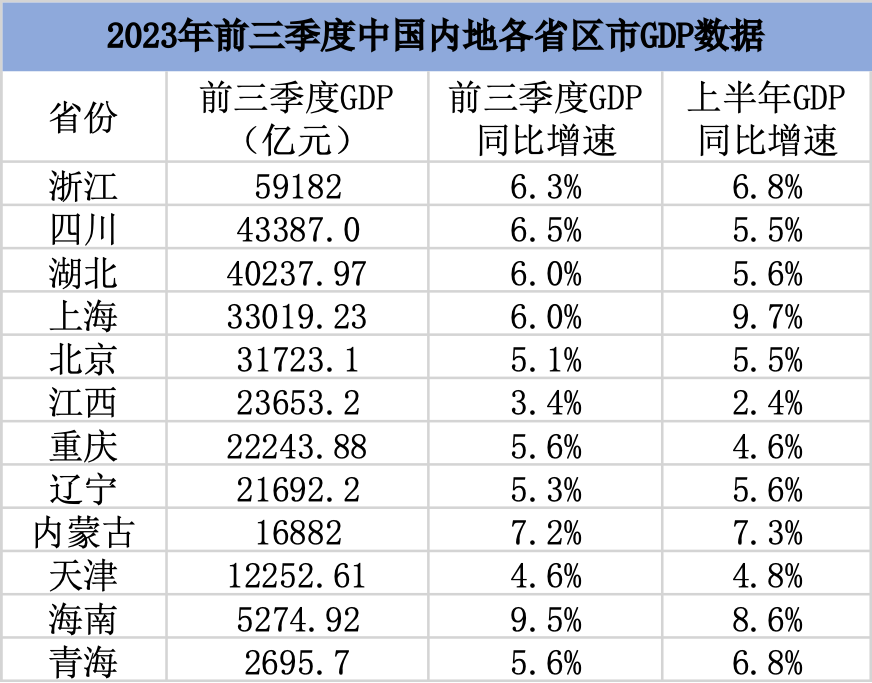 2023年前三季度中国内地各省区市GDP数据
省份 前三季度GDP（亿元） 前三季度GDP同比增速 上半年GDP同比增速
浙江 59182 6.3% 6.8%
四川 43387.0 6.5% 5.5%
湖北 40237.97 6.0% 5.6%
上海 33019.23 6.0% 9.7%
北京 31723.1 5.1% 5.5%
江西 23653.2 3.4% 2.4%
重庆 22243.88 5.6% 4.6%
辽宁 21692.2 5.3% 5.6%
内蒙古 16882 7.2% 7.3%
天津 12252.61 4.6% 4.8%
海南 5274.92 9.5% 8.6%
青海 2695.7 5.6% 6.8%